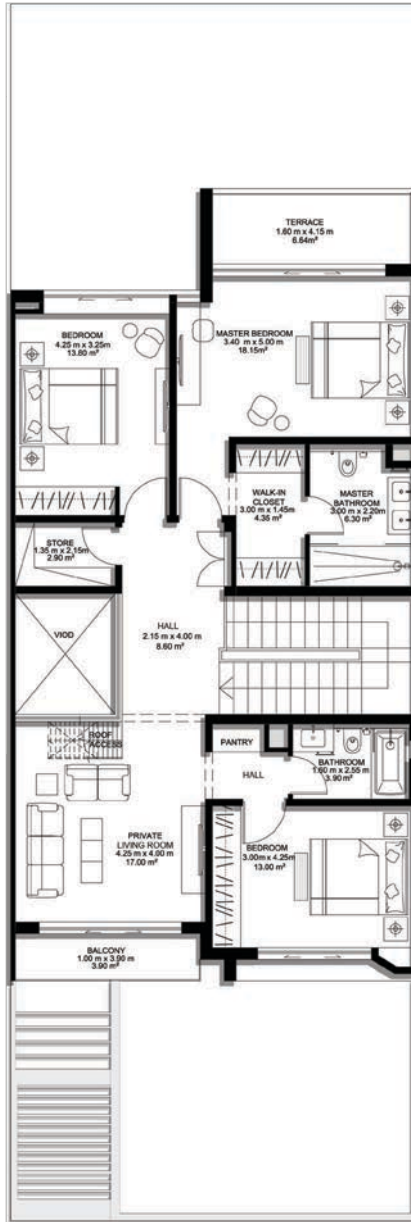 TERRACE
1.60 m x 4.15 m
6.64m²
BEDROOM
4.25 m x 3.25m
13.80 m²
MASTER BEDROOM
3.40 m x 5.00 m
18.15m²
WALK-IN
CLOSET
3.00 m x 1.45m
4.35 m²
MASTER
BATHROOM
3.00 m x 2.20m
6.30 m²
STORE
1.35 m x 2.15m
2.90 m²
VIOD
HALL
2.15 m x 4.00 m
8.60 m²
ROOF
ACCESS
PANTRY
HALL
BATHROOM
1.60 m x 2.55 m
3.90 m²
PRIVATE
LIVING ROOM
4.25 m x 4.00 m
17.00 m²
BEDROOM
3.00m x 4.25m
13.00 m²
BALCONY
1.00 m x 3.90 m
3.90 m²